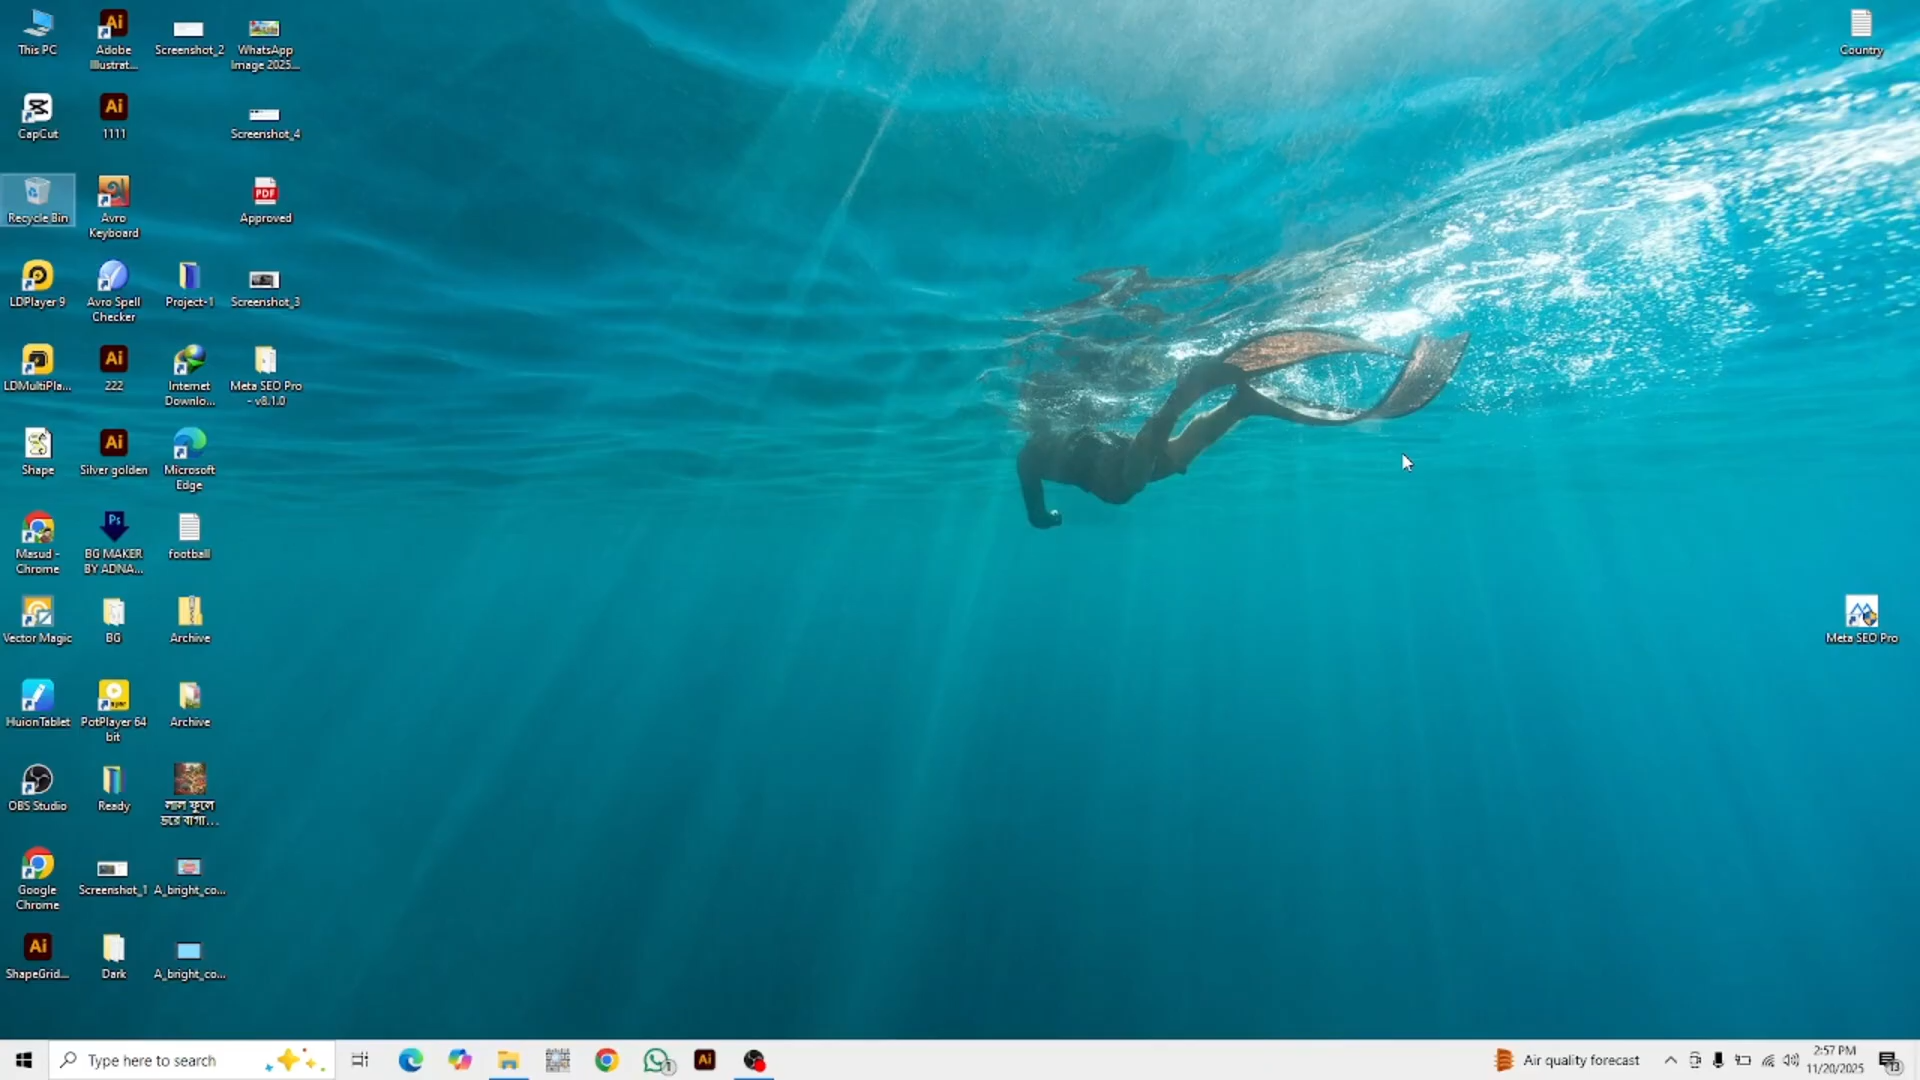 This PC
Adobe
Illustrat...
Screenshot_2
WhatsApp
Image 2025...
Country
CapCut
1111
Screenshot_4
Recycle Bin
Avro
Keyboard
PDF
Approved
LDPlayer 9
Avro Spell
Checker
Project-1
Screenshot_3
LDMultiPla...
222
Internet
Downlo...
Meta SEO Pro
- v8.1.0
Shape
Silver golden
Microsoft
Edge
Masud -
Chrome
BG MAKER
BY ADNA...
football
Vector Magic
BG
Archive
Meta SEO Pro
HuionTablet
PotPlayer 64
bit
Archive
OBS Studio
Ready
লাল ফুলে
ভরে বাগা...
Google
Chrome
Screenshot_1
A_bright_co...
ShapeGrid...
Dark
A_bright_co...
Type here to search
Air quality forecast
2:57 PM
11/20/2025
13